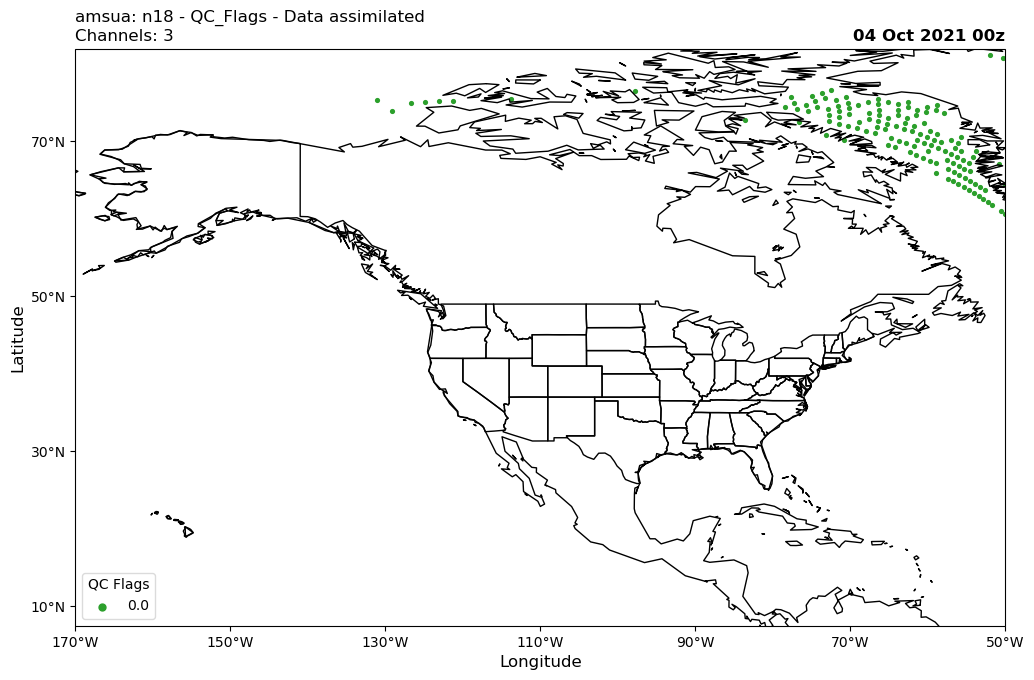 amsua: n18 - QC_Flags - Data assimilated
Channels: 3
04 Oct 2021 00z
70°N
50°N
30°N
10°N
Latitude
QC Flags
0.0
170°W
150°W
130°W
110°W
90°W
70°W
50°W
Longitude